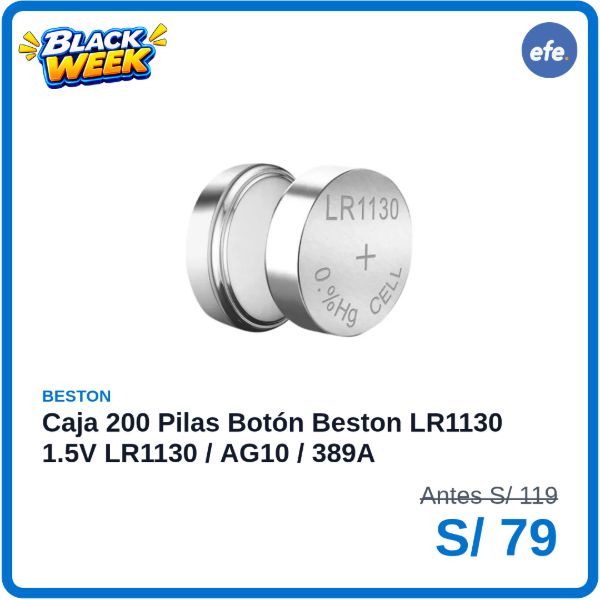 BLACK
WEEK
efe.
LR1130
+
0.%Hg CELL
BESTON
Caja 200 Pilas Botón Beston LR1130
1.5V LR1130 / AG10 / 389A
Antes S/ 119
S/ 79